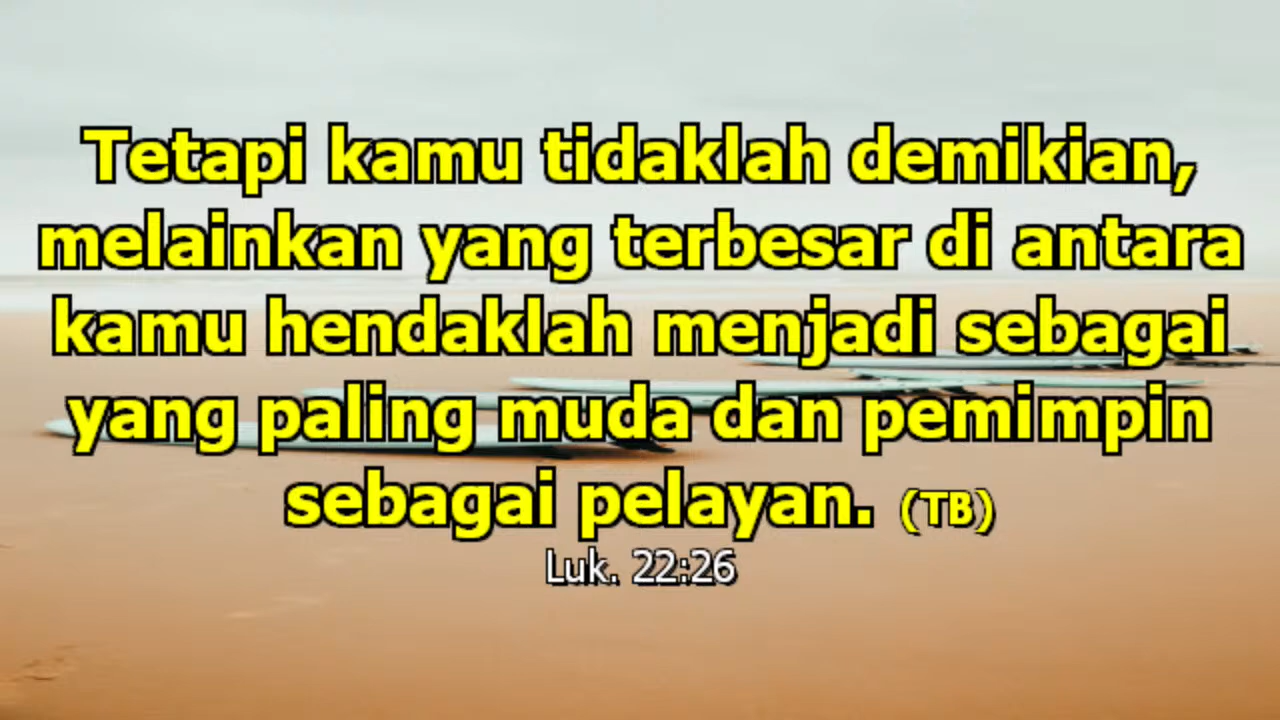 Tetapi kamu tidaklah demikian,
melainkan yang terbesar di antara
kamu hendaklah menjadi sebagai
yang paling muda dan pemimpin
sebagai pelayan. (TB)
Luk. 22:26